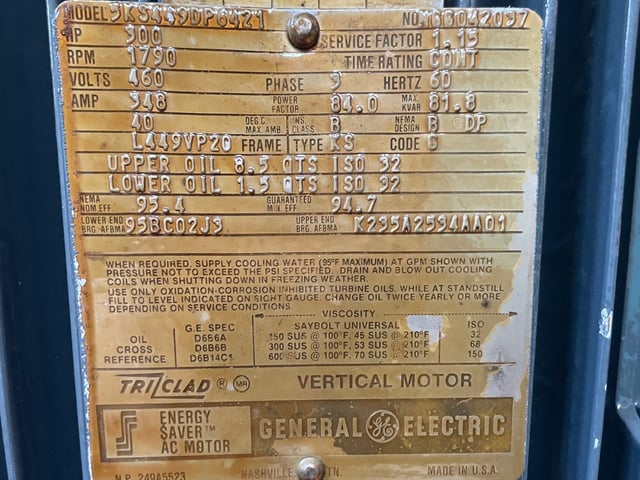 MODEL 5KS449DP6421 NO. MBB042097
HP 300 SERVICE FACTOR 1.15
RPM 1790 TIME RATING CONT
VOLTS 460 PHASE 3 HERTZ 60
AMP 348 POWER FACTOR 84.0 MAX. KVAR 81.8
40 DEG.C MAX AMB. INS. CLASS B NEMA DESIGN B DP
L449VP20 FRAME TYPE KS CODE G
UPPER OIL 8.5 QTS ISO 32
LOWER OIL 1.5 QTS ISO 32
NEMA NOM EFF 95.4 GUARANTEED MIN. EFF. 94.7
LOWER END BRG. AFBMA 95BC02J3 UPPER END BRG. AFBMA K235A2534AA01
WHEN REQUIRED, SUPPLY COOLING WATER (95°F MAXIMUM) AT GPM SHOWN WITH
PRESSURE NOT TO EXCEED THE PSI SPECIFIED. DRAIN AND BLOW OUT COOLING
COILS WHEN SHUTTING DOWN IN FREEZING WEATHER.
USE ONLY OXIDATION-CORROSION INHIBITED TURBINE OILS. WHILE AT STANDSTILL
FILL TO LEVEL INDICATED ON SIGHT GAUGE. CHANGE OIL TWICE YEARLY OR MORE
DEPENDING ON SERVICE CONDITIONS.
VISCOSITY
OIL CROSS REFERENCE
G.E. SPEC SAYBOLT UNIVERSAL ISO
D656A 150 SUS @ 100°F, 45 SUS @ 210°F 32
D6B6B 300 SUS @ 100°F, 53 SUS @ 210°F 68
D6B14C1 600 SUS @ 100°F, 70 SUS @ 210°F 150
TRI CLAD ® MR VERTICAL MOTOR
ENERGY SAVER™ AC MOTOR
GENERAL GE ELECTRIC
N.P. 249A5523 NASHVILLE, TN. MADE IN U.S.A.